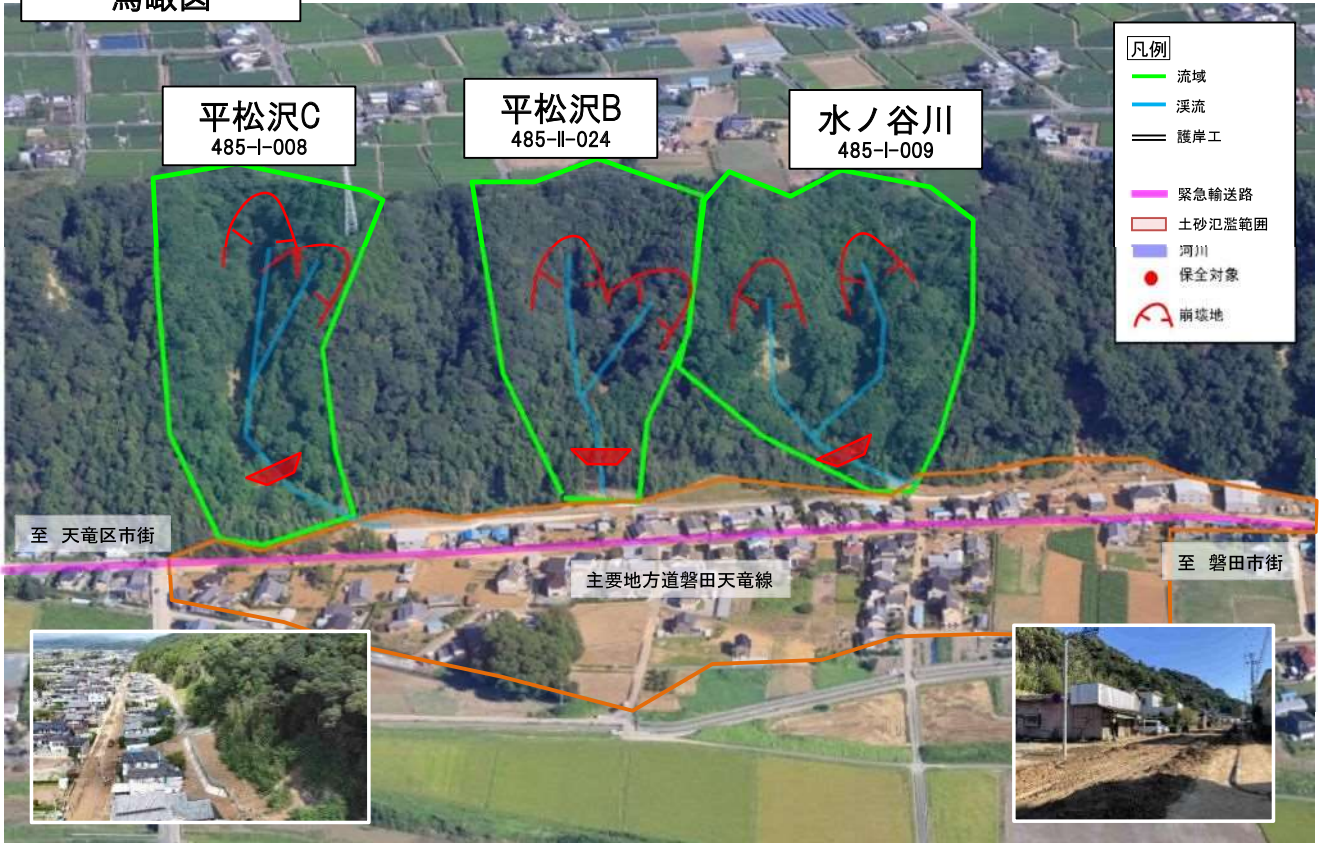 鳥瞰図
凡例
流域
渓流
護岸工
緊急輸送路
土砂氾濫範囲
河川
保全対象
崩壊地
平松沢C
485-Ⅰ-008
平松沢B
485-Ⅱ-024
水ノ谷川
485-Ⅰ-009
至 天竜区市街
主要地方道磐田天竜線
至 磐田市街